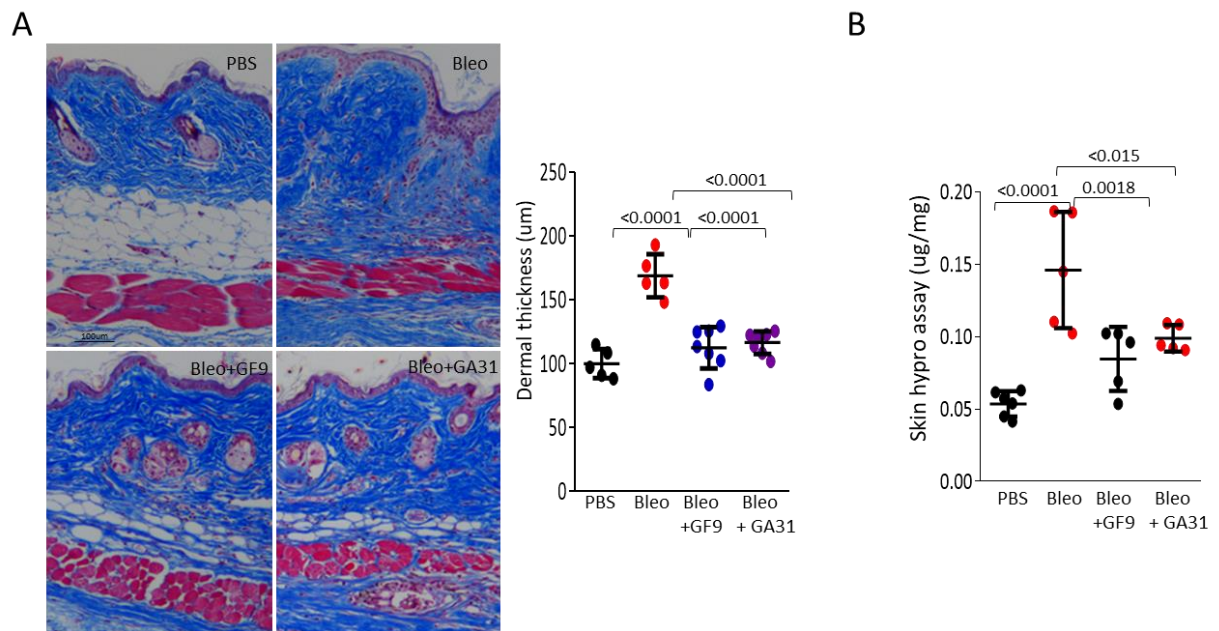 A
B
PBS
Bleo
100um
Bleo+GF9
Bleo+GA31
Dermal thickness (um)
250
200
150
100
50
0
<0.0001
<0.0001
<0.0001
PBS
Bleo
Bleo
+GF9
Bleo
+ GA31
Skin hypro assay (ug/mg)
0.20
0.15
0.10
0.05
0.00
<0.015
<0.0001
0.0018
PBS
Bleo
Bleo
+GF9
Bleo
+ GA31